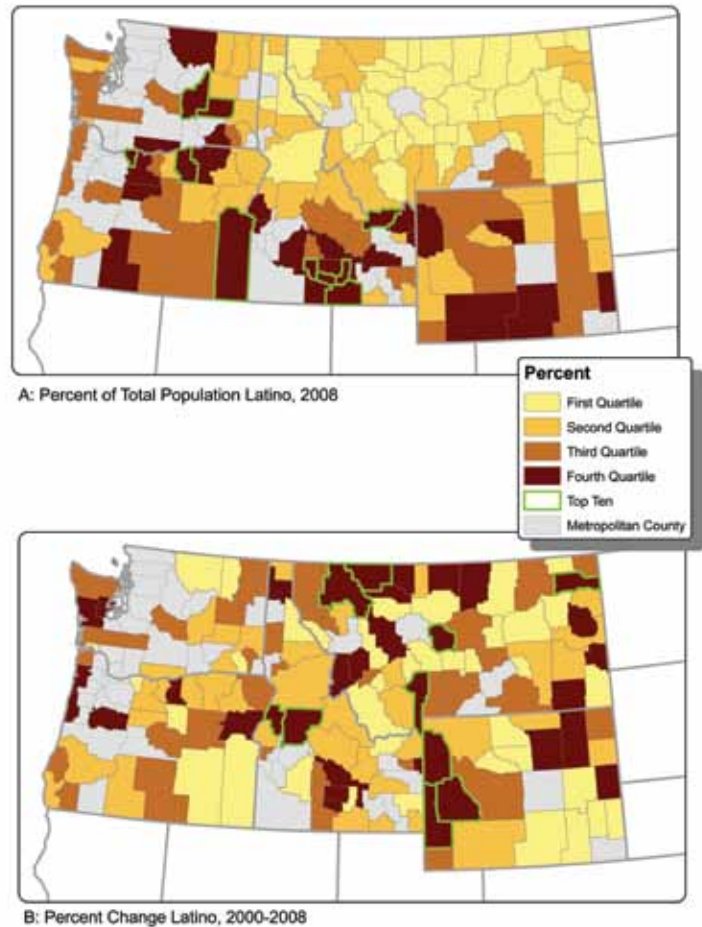 A: Percent of Total Population Latino, 2008
Percent
First Quartile
Second Quartile
Third Quartile
Fourth Quartile
Top Ten
Metropolitan County
B: Percent Change Latino, 2000-2008